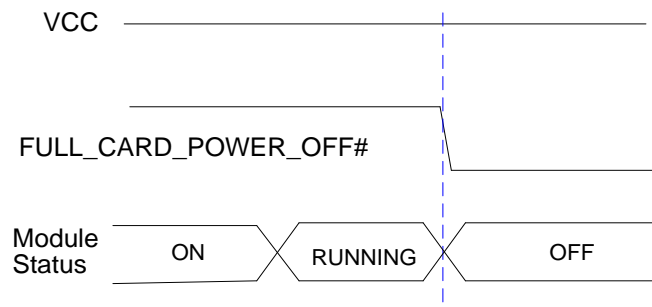 VCC
FULL_CARD_POWER_OFF#
Module
Status
ON
RUNNING
OFF